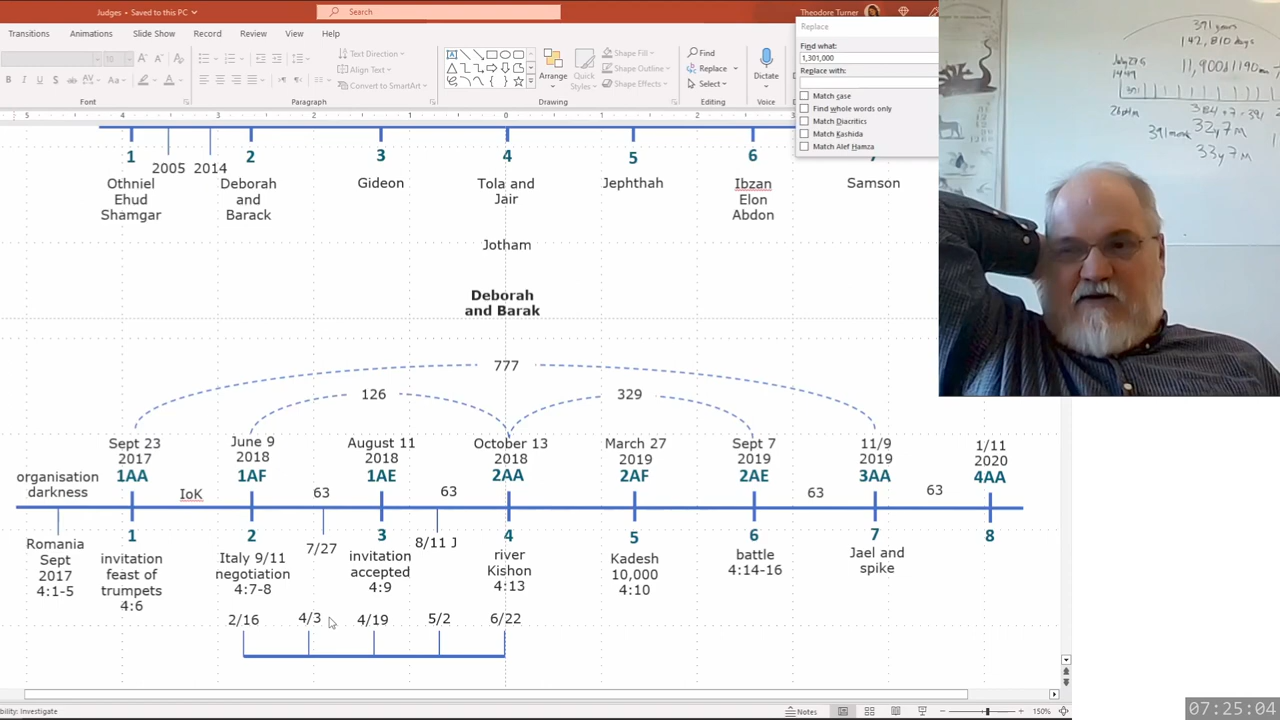 Judges • Saved to this PC
Search
Theodore Turner
Transitions
Animations
Slide Show
Record
Review
View
Help
Text Direction
Align Text
Convert to SmartArt
Arrange
Quick
Styles
Shape Fill
Shape Outline
Shape Effects
Find
Replace
Select
Dictate
Font
Paragraph
Drawing
Editing
Voice
Replace
Find what:
1,301,000
Replace with:
Match case
Find whole words only
Match Diacritics
Match Kashida
Match Alef Hamza
1
2005
2014
2
3
4
5
6
Othniel
Ehud
Shamgar
Deborah
and
Barack
Gideon
Tola and
Jair
Jephthah
Ibzan
Elon
Abdon
Samson
Jotham
Deborah
and Barak
777
126
329
organisation
darkness
Sept 23
2017
1AA
IoK
June 9
2018
1AF
63
August 11
2018
1AE
63
October 13
2018
2AA
March 27
2019
2AF
Sept 7
2019
2AE
63
11/9
2019
3AA
63
1/11
2020
4AA
Romania
Sept
2017
4:1-5
1
invitation
feast of
trumpets
4:6
2
Italy 9/11
negotiation
4:7-8
7/27
3
invitation
accepted
4:9
8/11 J
4
river
Kishon
4:13
5
Kadesh
10,000
4:10
6
battle
4:14-16
7
Jael and
spike
8
2/16
4/3
4/19
5/2
6/22
bility: Investigate
Notes
150%
391 years
142,810 days
July 27
1449
391
32,7 M
33,7 M
07:25:04